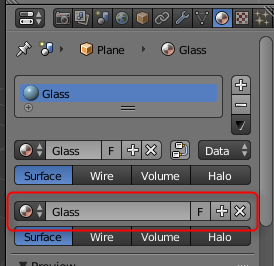 Plane Glass
Glass
Glass F Data
Surface Wire Volume Halo
Glass F
Surface Wire Volume Halo
Preview